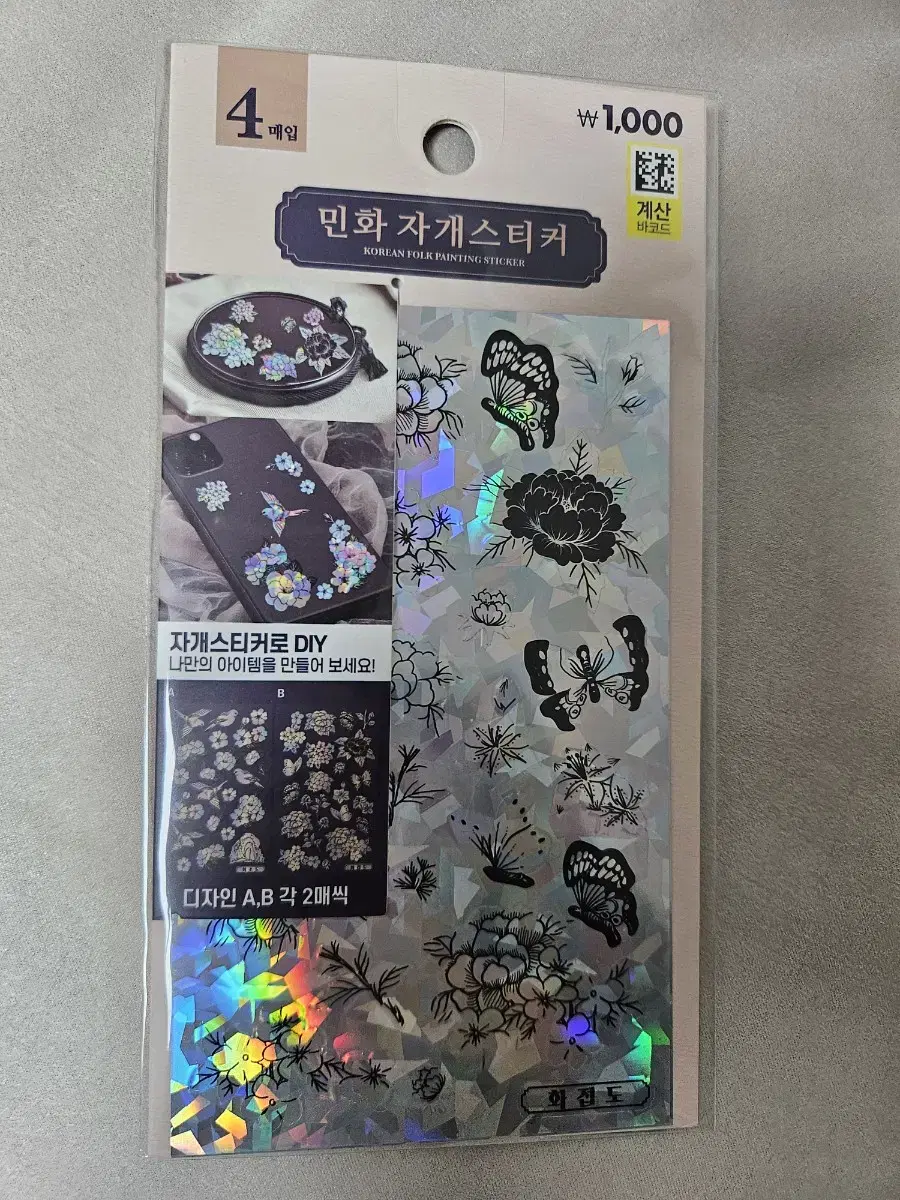 4매입
₩1,000
계산
바코드
민화 자개스티커
KOREAN FOLK PAINTING STICKER
자개스티커로 DIY
나만의 아이템을 만들어 보세요!
A
B
디자인 A,B 각 2매씩
화접도